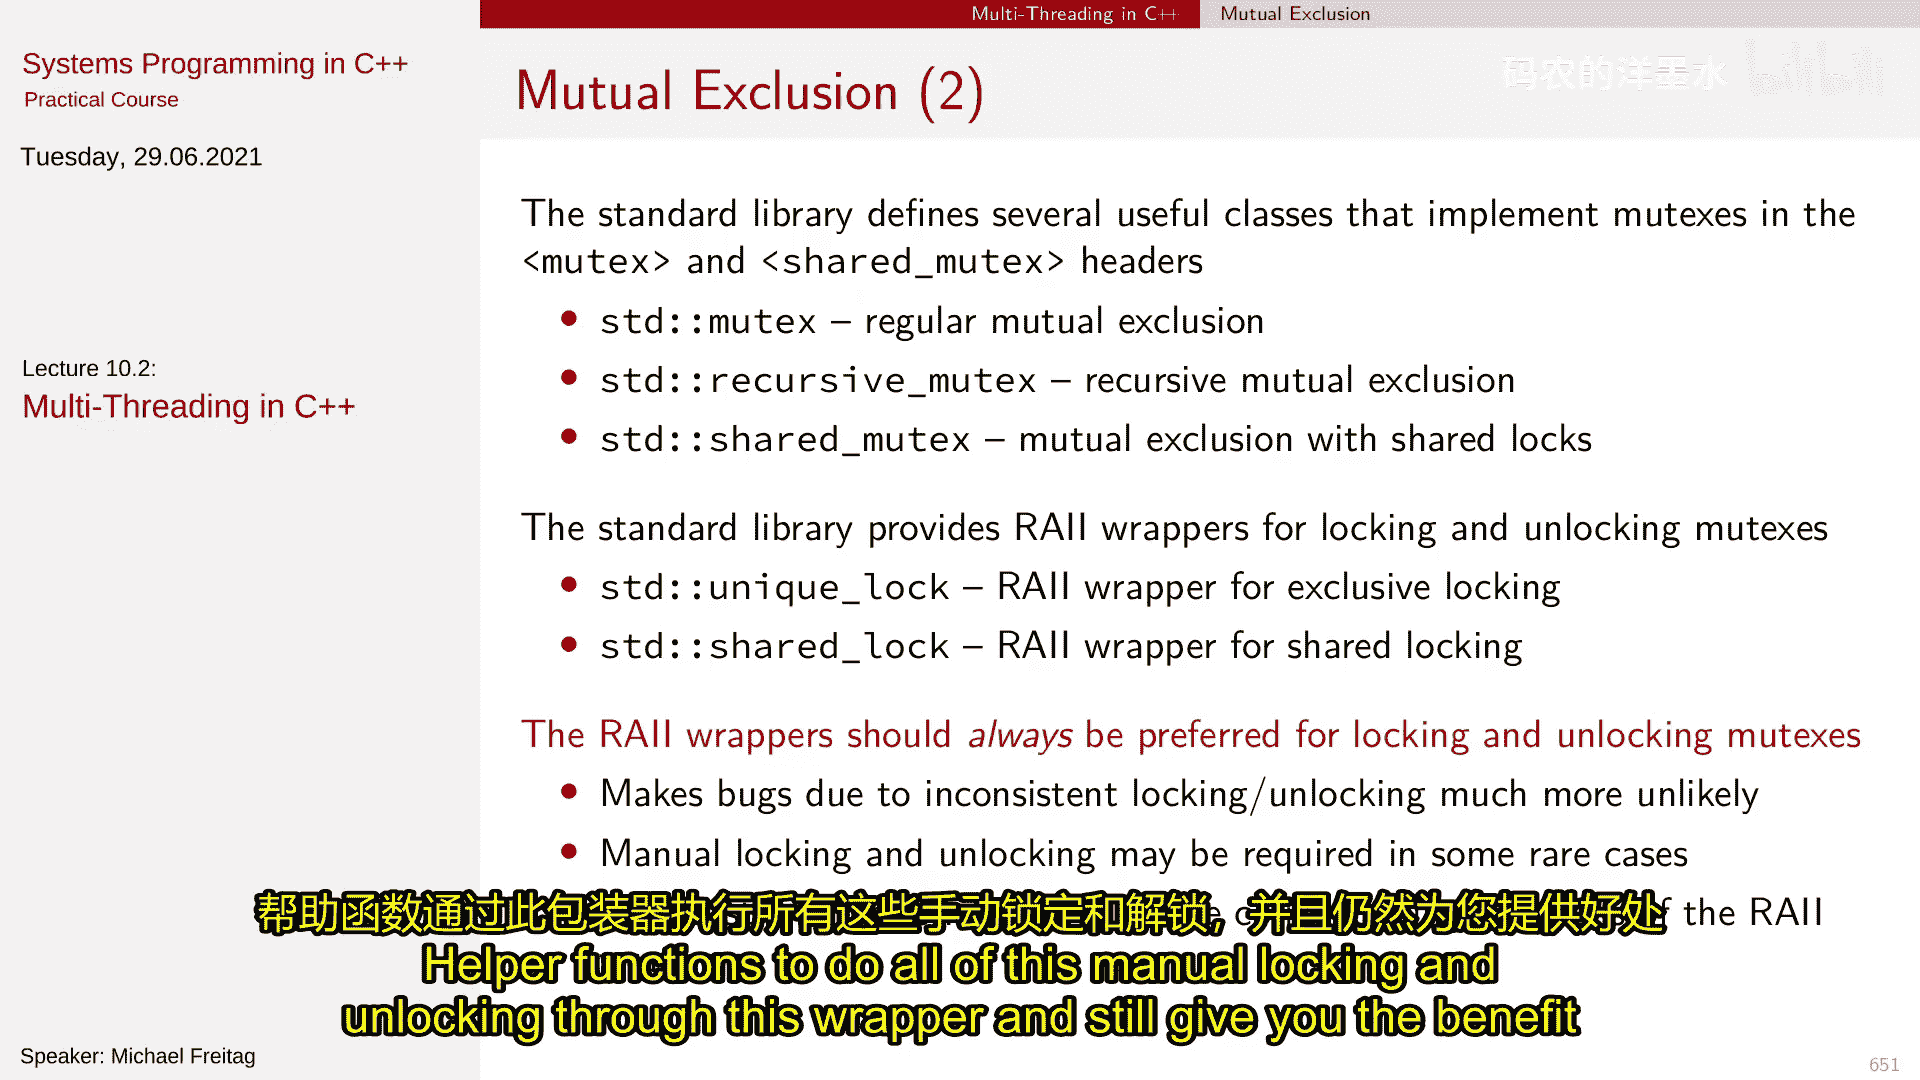 Multi-Threading in C++ Mutual Exclusion
Systems Programming in C++
Practical Course
Tuesday, 29.06.2021
Lecture 10.2:
Multi-Threading in C++
Mutual Exclusion (2)
码农的洋墨水 bilibili
The standard library defines several useful classes that implement mutexes in the
<mutex> and <shared_mutex> headers
• std::mutex – regular mutual exclusion
• std::recursive_mutex – recursive mutual exclusion
• std::shared_mutex – mutual exclusion with shared locks
The standard library provides RAII wrappers for locking and unlocking mutexes
• std::unique_lock – RAII wrapper for exclusive locking
• std::shared_lock – RAII wrapper for shared locking
The RAII wrappers should always be preferred for locking and unlocking mutexes
• Makes bugs due to inconsistent locking/unlocking much more unlikely
• Manual locking and unlocking may be required in some rare cases
the RAII
帮助函数通过此包装器执行所有这些手动锁定和解锁，并且仍然为您提供好处
Helper functions to do all of this manual locking and
unlocking through this wrapper and still give you the benefit
Speaker: Michael Freitag
651